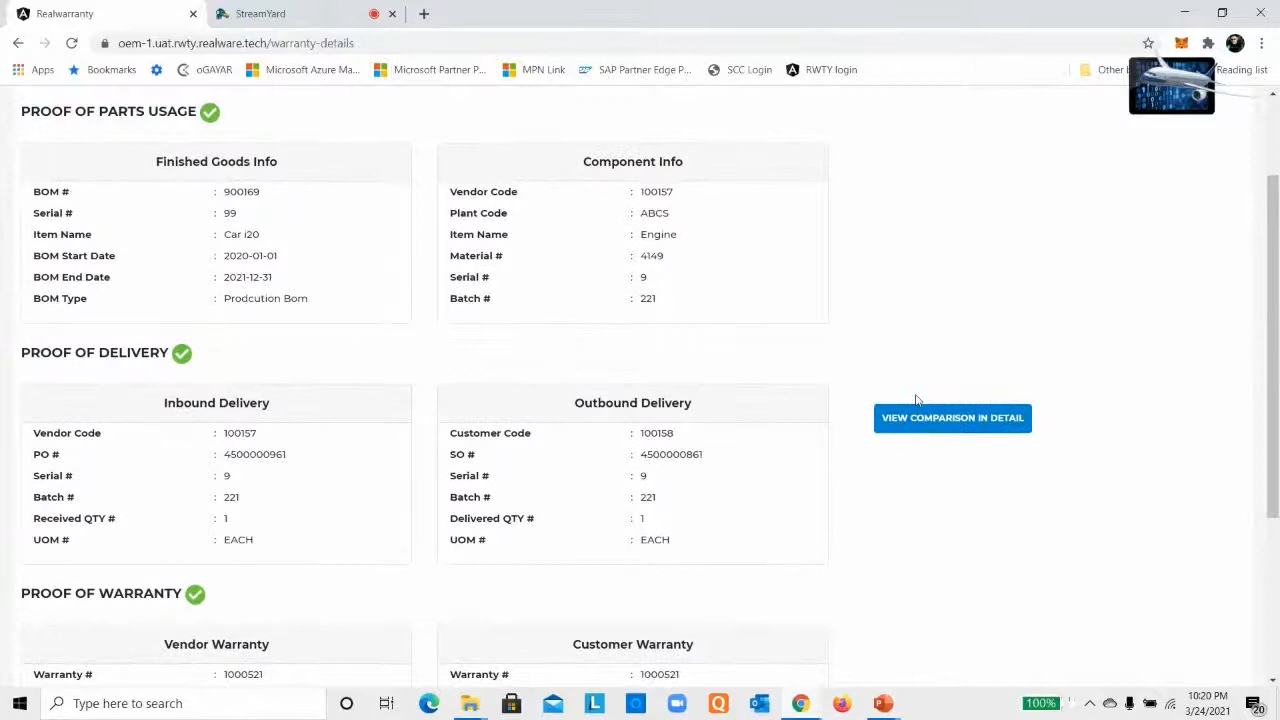 Realwarranty
StreamYard
oem-1.uat.rwty.realware.tech/warranty-details
Apps
Bookmarks
oGAYAR
Microsoft Azure Ma...
Microsoft Partn
MPN Link
SAP Partner Edge P...
SCC Login
RWTY login
Other
Reading list
PROOF OF PARTS USAGE
Finished Goods Info
BOM # : 900169
Serial # : 99
Item Name : Car i20
BOM Start Date : 2020-01-01
BOM End Date : 2021-12-31
BOM Type : Prodcution Bom
Component Info
Vendor Code : 100157
Plant Code : ABCS
Item Name : Engine
Material # : 4149
Serial # : 9
Batch # : 221
PROOF OF DELIVERY
Inbound Delivery
Vendor Code : 100157
PO # : 4500000961
Serial # : 9
Batch # : 221
Received QTY # : 1
UOM # : EACH
Outbound Delivery
Customer Code : 100158
SO # : 4500000861
Serial # : 9
Batch # : 221
Delivered QTY # : 1
UOM # : EACH
VIEW COMPARISON IN DETAIL
PROOF OF WARRANTY
Vendor Warranty
Warranty # : 1000521
Customer Warranty
Warranty # : 1000521
Type here to search
100%
10:20 PM
3/24/2021
20